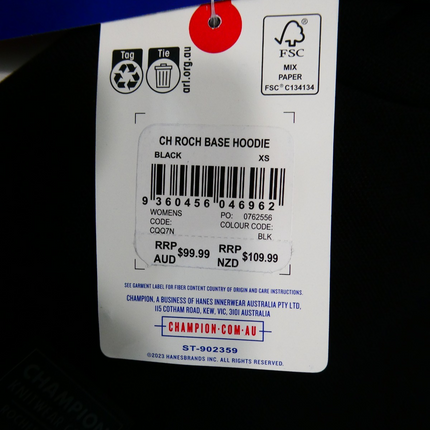 Tag
Tie
arl.org.au
FSC
MIX
PAPER
FSC® C134134
CH ROCH BASE HOODIE
BLACK XS
9 360456 046962
WOMENS PO: 0762556
CODE: COLOUR CODE:
CQQ7N BLK
RRP AUD $99.99 RRP NZD $109.99
SEE GARMENT LABEL FOR FIBER CONTENT COUNTRY OF ORIGIN AND CARE INSTRUCTIONS.
CHAMPION, A BUSINESS OF HANES INNERWEAR AUSTRALIA PTY LTD,
115 COTHAM ROAD, KEW, VIC, 3101 AUSTRALIA
CHAMPION·COM·AU
ST-902359
©2023 HANESBRANDS INC. ALL RIGHTS RESERVED.
CHAMPION